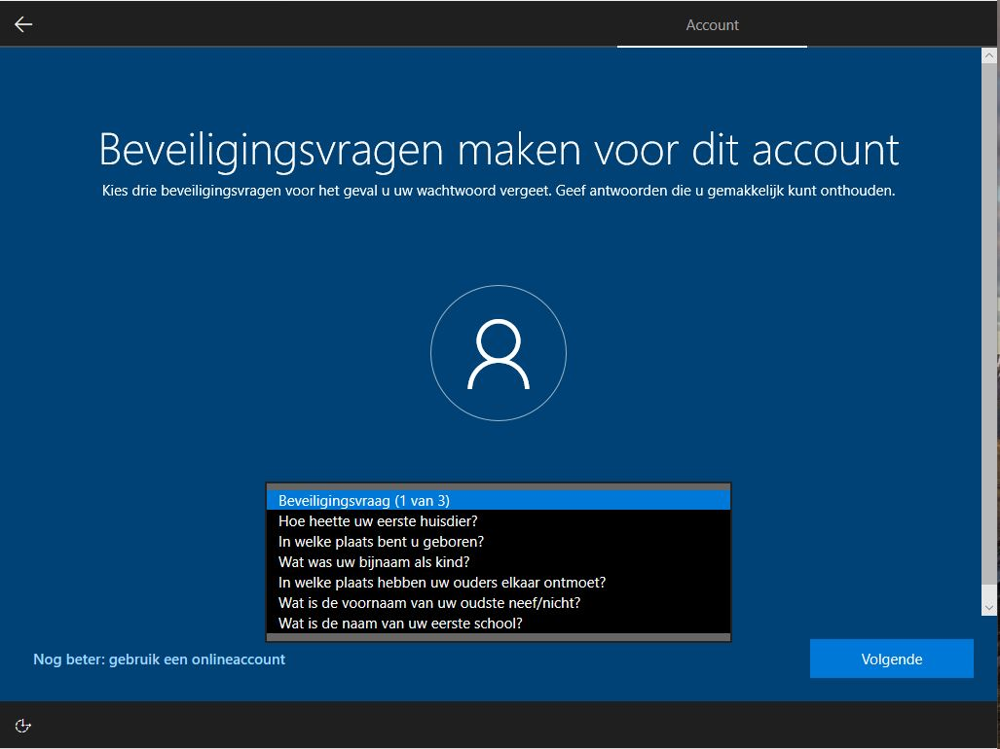 Account
Beveiligingsvragen maken voor dit account
Kies drie beveiligingsvragen voor het geval u uw wachtwoord vergeet. Geef antwoorden die u gemakkelijk kunt onthouden.
Beveiligingsvraag (1 van 3)
Hoe heette uw eerste huisdier?
In welke plaats bent u geboren?
Wat was uw bijnaam als kind?
In welke plaats hebben uw ouders elkaar ontmoet?
Wat is de voornaam van uw oudste neef/nicht?
Wat is de naam van uw eerste school?
Nog beter: gebruik een onlineaccount
Volgende